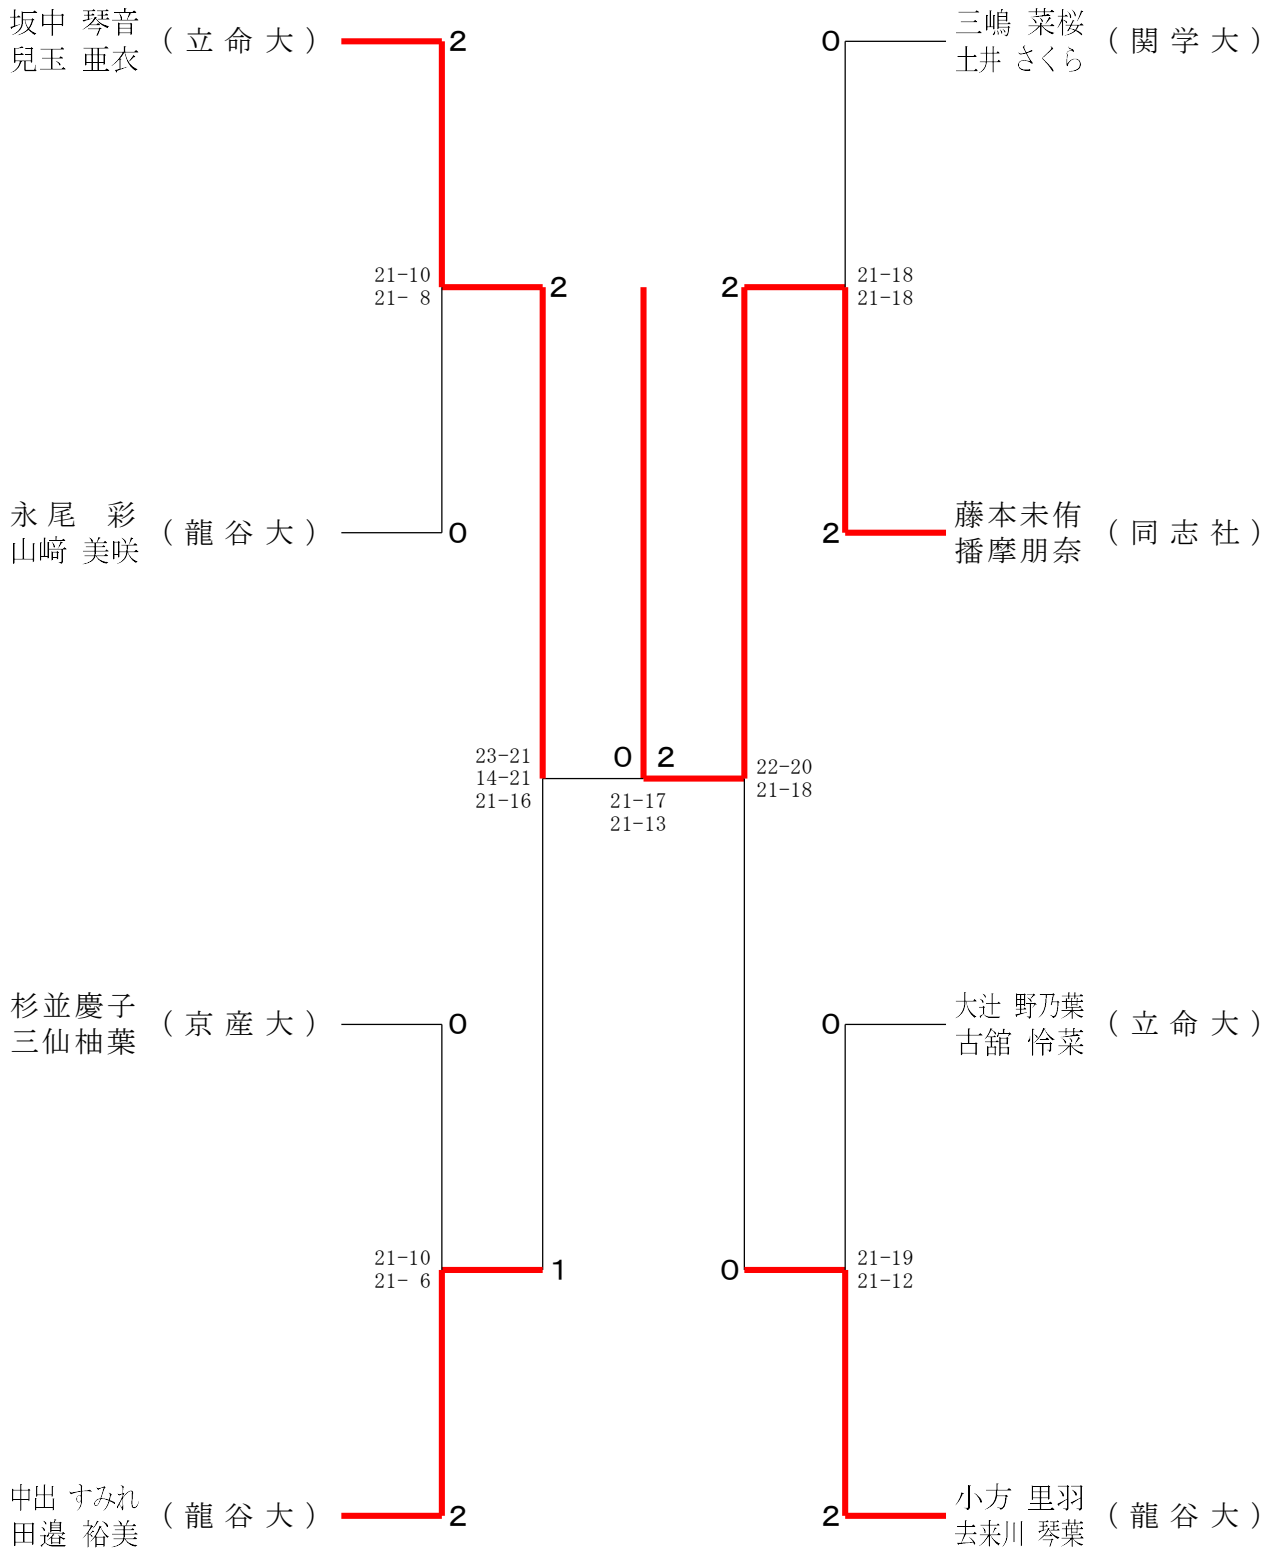 坂中 琴音
兒玉 亜衣
（ 立 命 大 ）
2
0
三嶋 菜桜
土井 さくら
（ 関 学 大 ）
21-10
21- 8
2
2
21-18
21-18
永尾 彩
山﨑 美咲
（ 龍 谷 大 ）
0
2
藤本未侑
播摩朋奈
（ 同 志 社 ）
23-21
14-21
21-16
0 2
21-17
21-13
22-20
21-18
杉並慶子
三仙柚葉
（ 京 産 大 ）
0
0
大辻 野乃葉
古舘 怜菜
（ 立 命 大 ）
21-10
21- 6
1
0
21-19
21-12
中出 すみれ
田邉 裕美
（ 龍 谷 大 ）
2
2
小方 里羽
去来川 琴葉
（ 龍 谷 大 ）